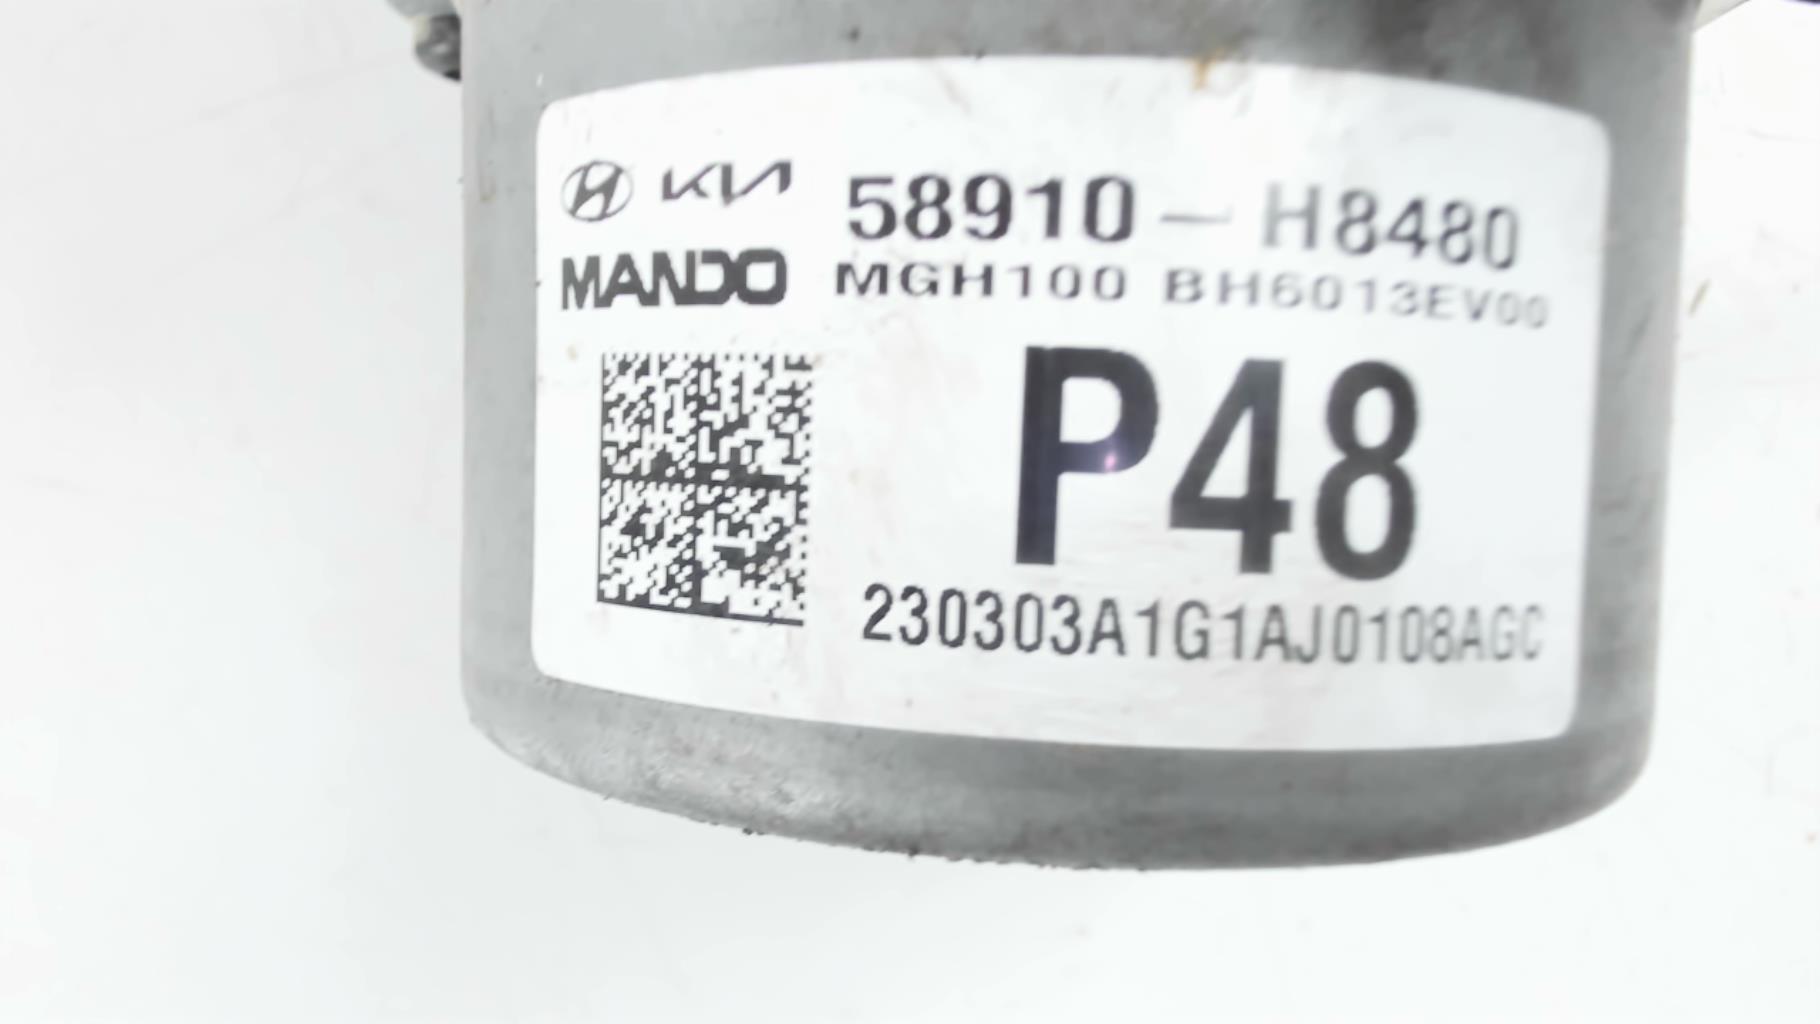 KIA 58910 - H8480
MANDO MGH100 BH6013EV00
P48
230303A1G1AJ0108AGC